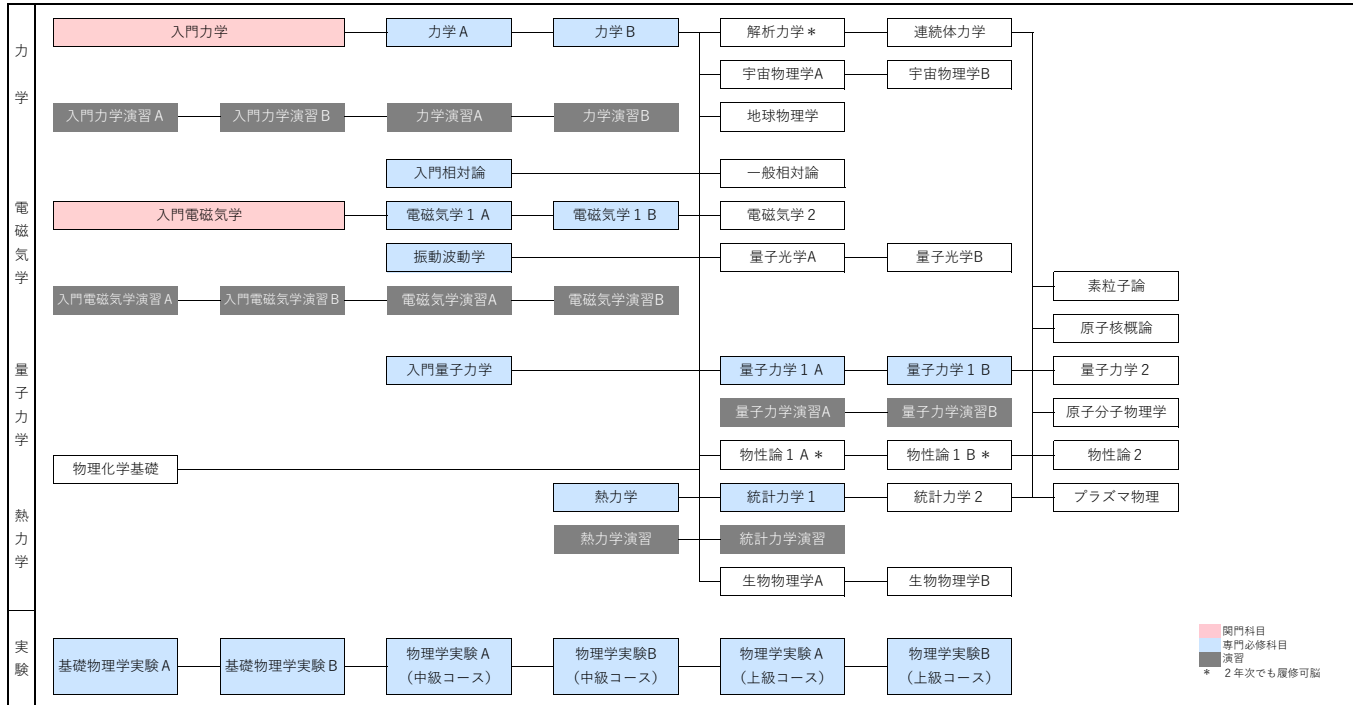 力学
入門力学 力学A 力学B 解析力学* 連続体力学
宇宙物理学A 宇宙物理学B
入門力学演習A 入門力学演習B 力学演習A 力学演習B 地球物理学
電磁気学
入門相対論 一般相対論
入門電磁気学 電磁気学1A 電磁気学1B 電磁気学2
振動波動学 量子光学A 量子光学B
素粒子論
入門電磁気学演習A 入門電磁気学演習B 電磁気学演習A 電磁気学演習B
原子核概論
量子力学
入門量子力学 量子力学1A 量子力学1B 量子力学2
量子力学演習A 量子力学演習B 原子分子物理学
物性論1A* 物性論1B* 物性論2
物理化学基礎
熱力学
熱力学 統計力学1 統計力学2 プラズマ物理
熱力学演習 統計力学演習
生物物理学A 生物物理学B
実験
基礎物理学実験A 基礎物理学実験B
物理学実験A
(中級コース)
物理学実験B
(中級コース)
物理学実験A
(上級コース)
物理学実験B
(上級コース)
関門科目
専門必修科目
演習
* 2年次でも履修可脳